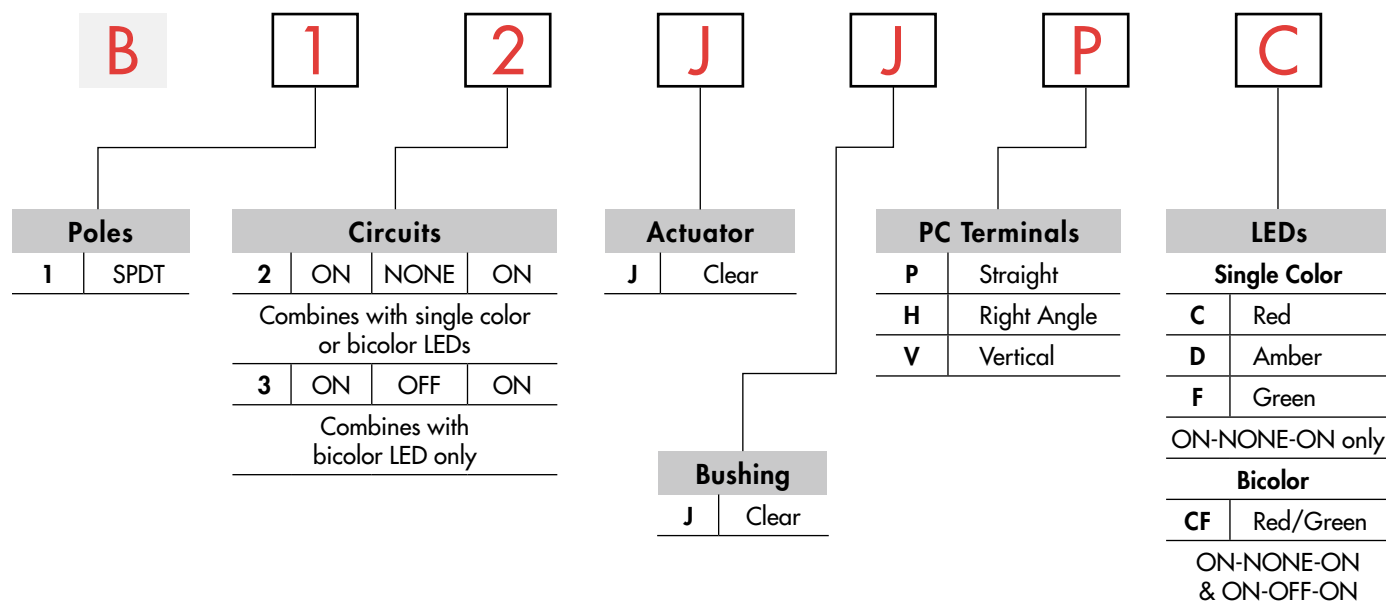 B 1 2 J J P C
Poles
1 SPDT
Circuits
2 ON NONE ON
Combines with single color
or bicolor LEDs
3 ON OFF ON
Combines with
bicolor LED only
Actuator
J Clear
Bushing
J Clear
PC Terminals
P Straight
H Right Angle
V Vertical
LEDs
Single Color
C Red
D Amber
F Green
ON-NONE-ON only
Bicolor
CF Red/Green
ON-NONE-ON
& ON-OFF-ON